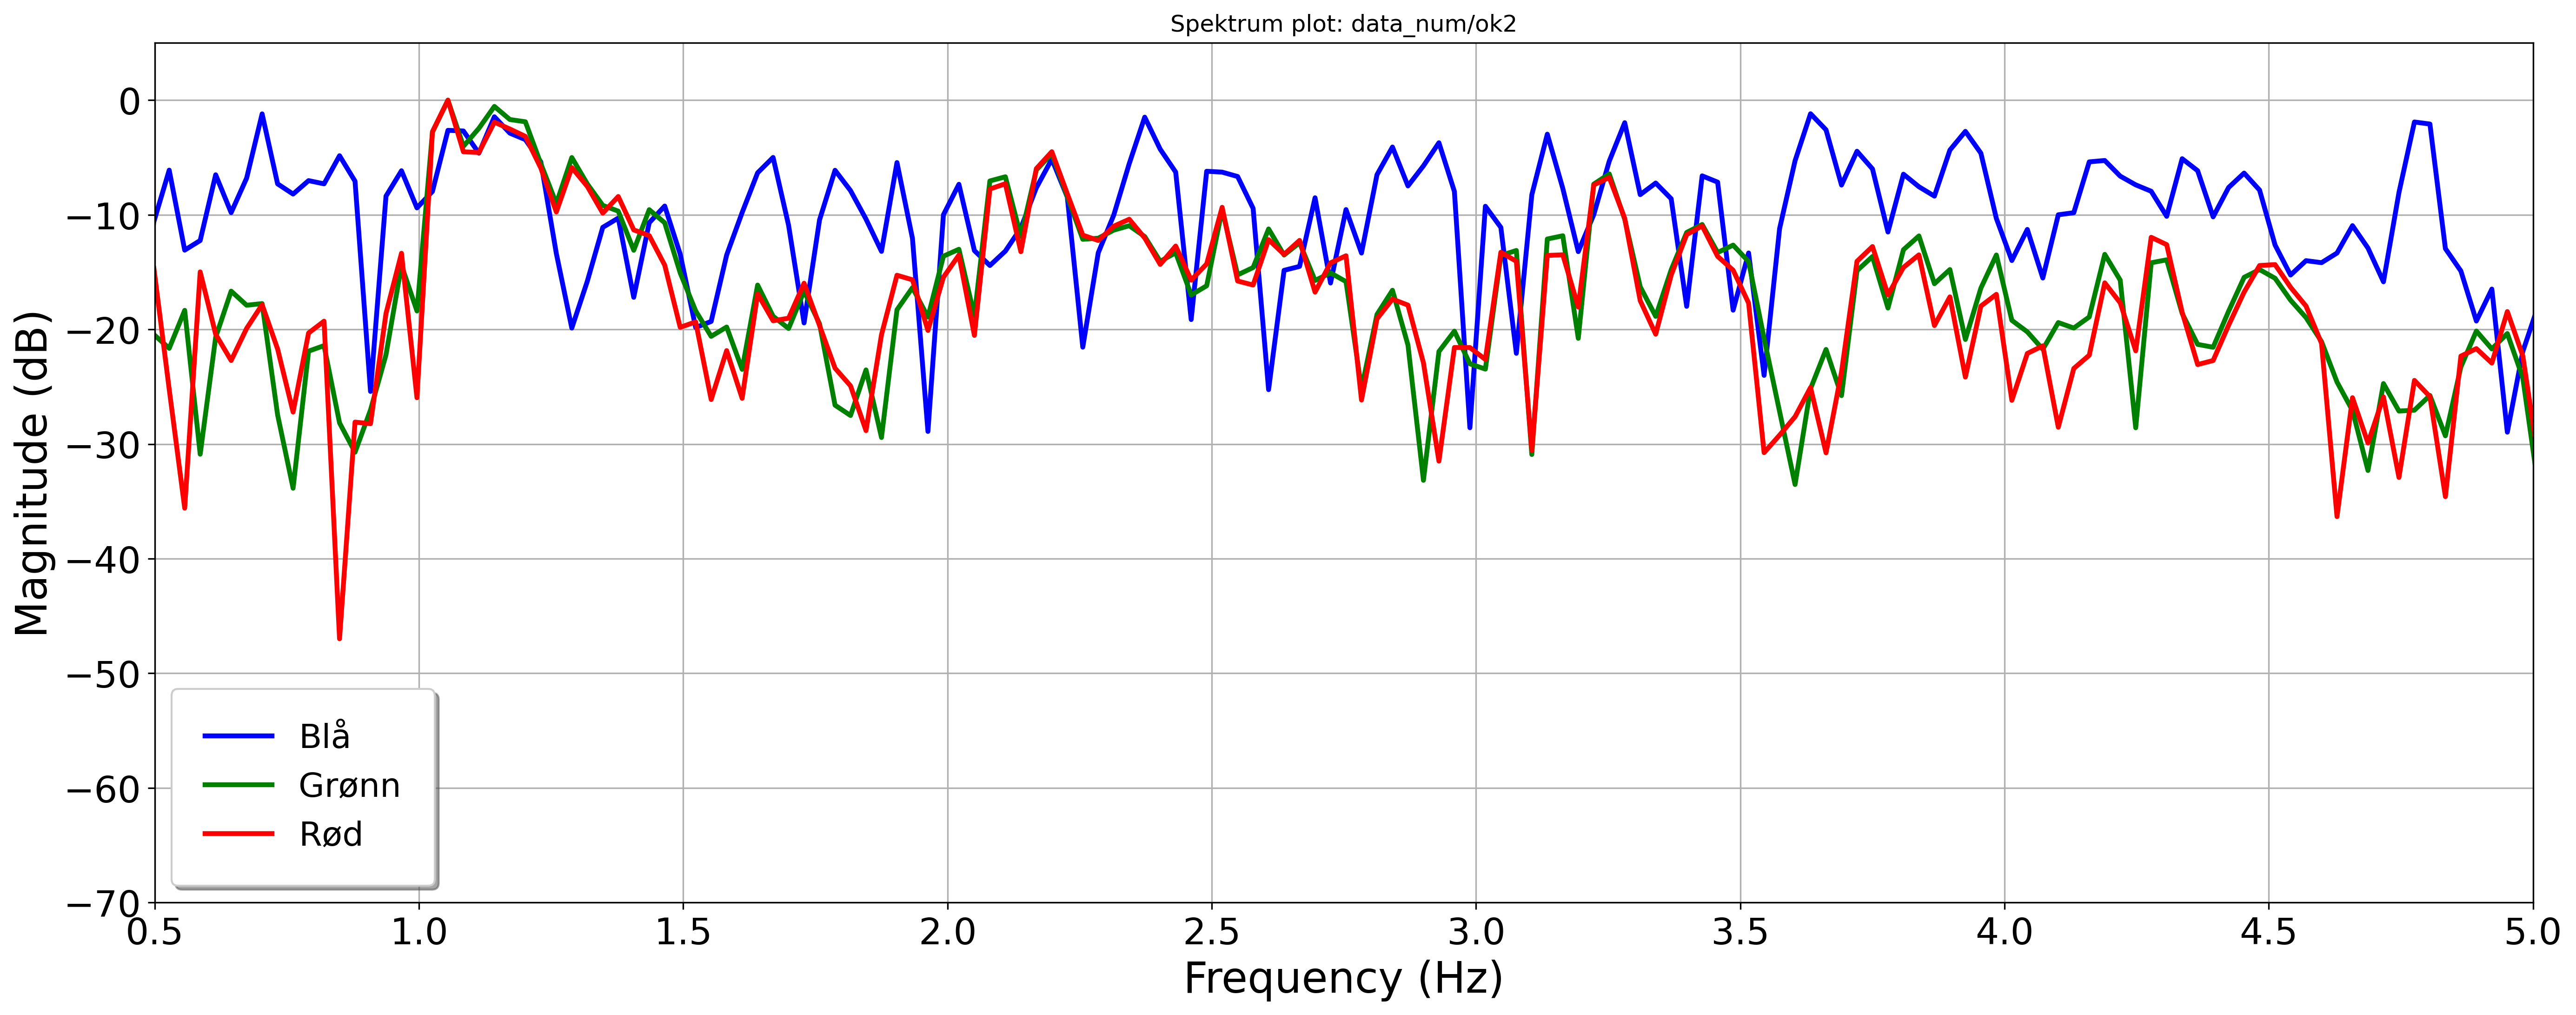 Spektrum plot: data_num/ok2
Magnitude (dB)
0
−10
−20
−30
−40
−50
−60
−70
Blå
Grønn
Rød
0.5 1.0 1.5 2.0 2.5 3.0 3.5 4.0 4.5 5.0
Frequency (Hz)